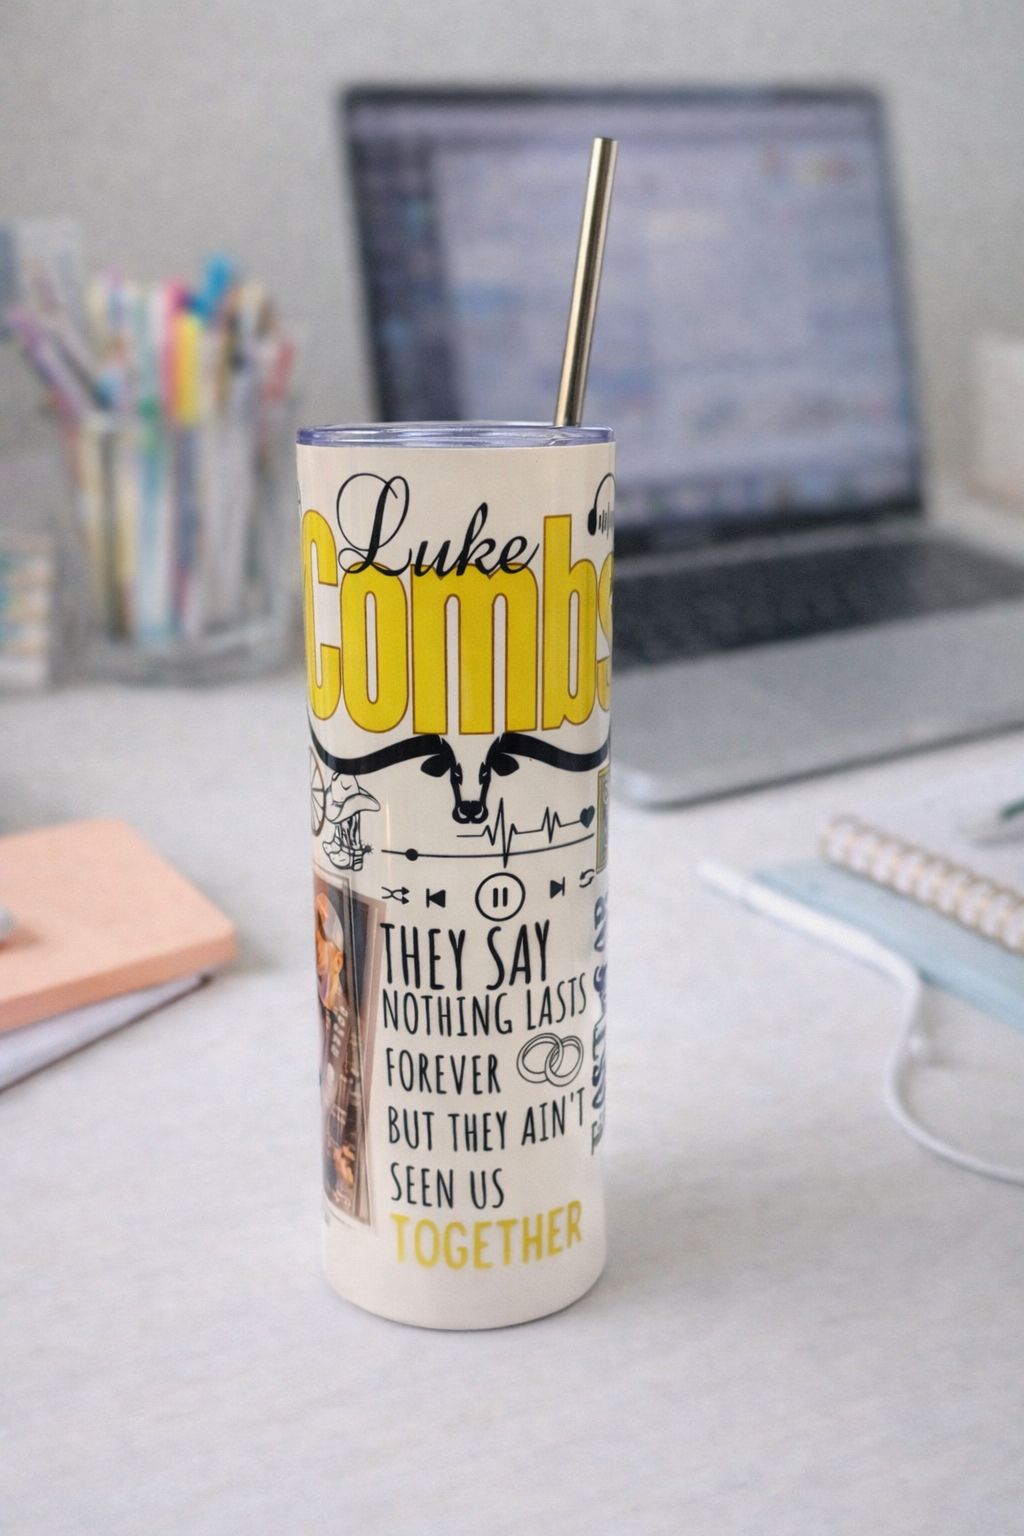 Luke
Combs
THEY SAY
NOTHING LASTS
FOREVER
BUT THEY AIN'T
SEEN US
TOGETHER